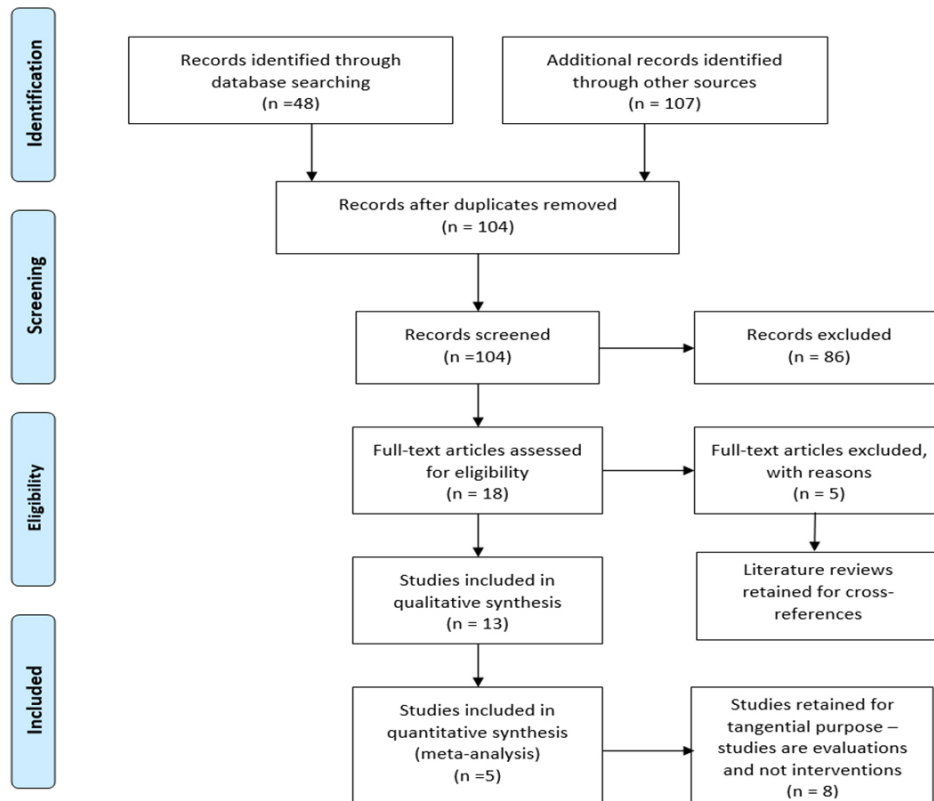 Identification
Records identified through
database searching
(n =48)
Additional records identified
through other sources
(n = 107)
Records after duplicates removed
(n = 104)
Screening
Records screened
(n =104)
Records excluded
(n = 86)
Eligibility
Full-text articles assessed
for eligibility
(n = 18)
Full-text articles excluded,
with reasons
(n = 5)
Literature reviews
retained for cross-
references
Studies included in
qualitative synthesis
(n = 13)
Included
Studies included in
quantitative synthesis
(meta-analysis)
(n =5)
Studies retained for
tangential purpose –
studies are evaluations
and not interventions
(n = 8)